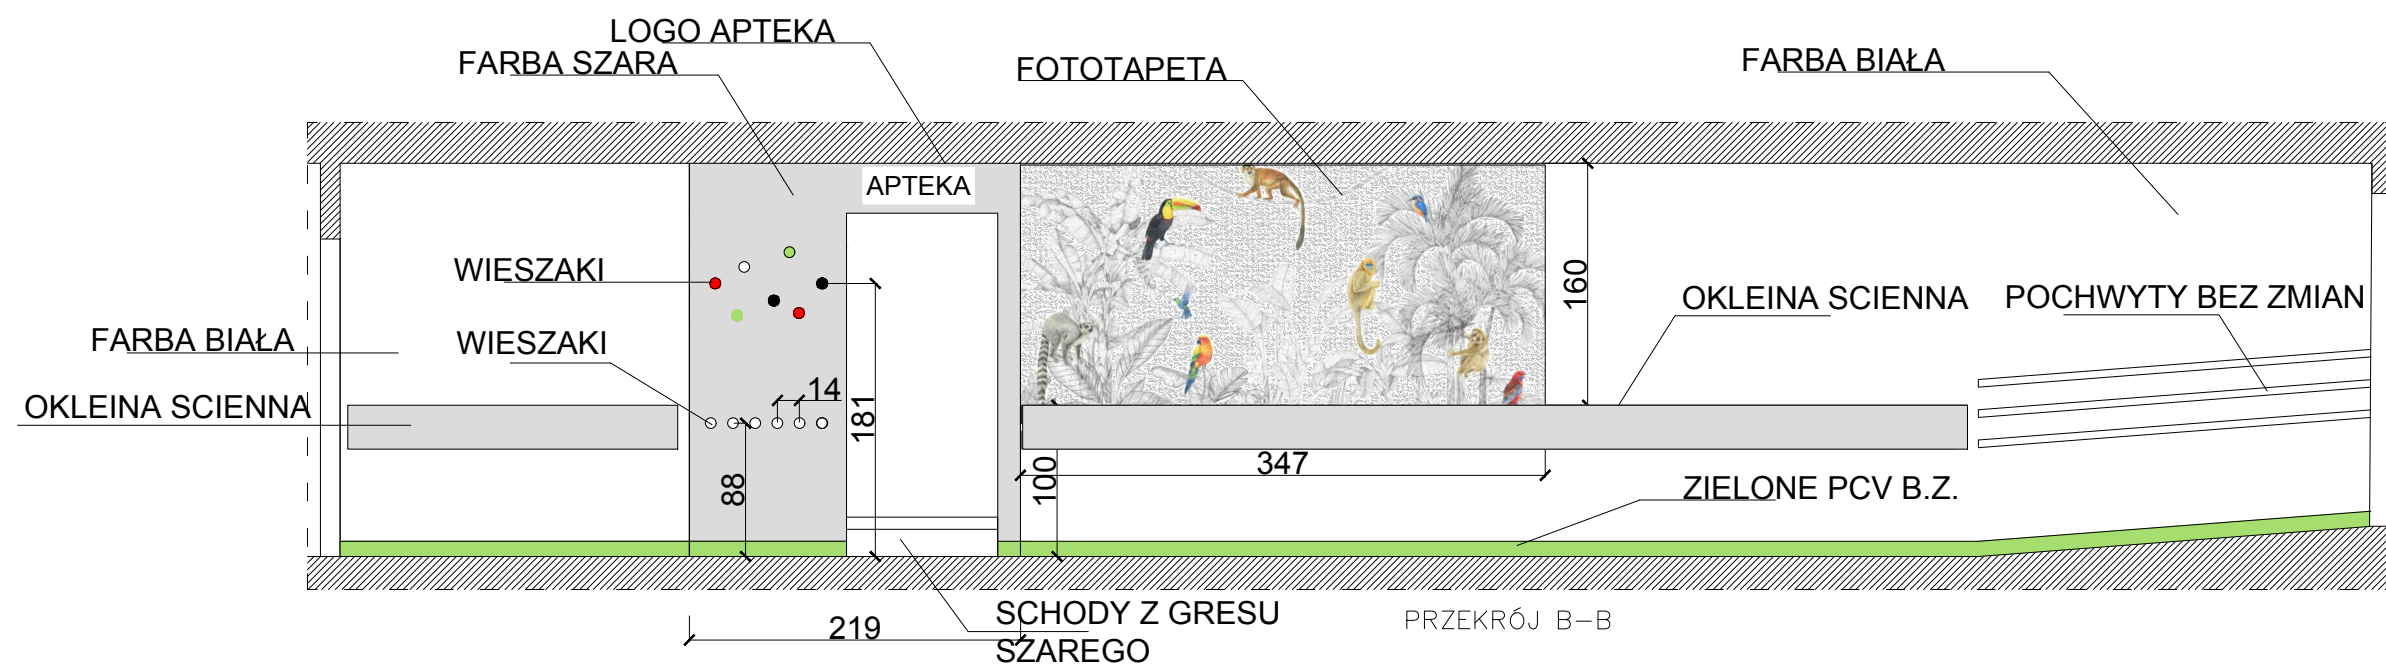 LOGO APTEKA
FARBA SZARA
FOTOTAPETA
FARBA BIAŁA
APTEKA
WIESZAKI
160
OKLEINA SCIENNA
POCHWYTY BEZ ZMIAN
FARBA BIAŁA
WIESZAKI
14
181
OKLEINA SCIENNA
88
100
347
ZIELONE PCV B.Z.
219
SCHODY Z GRESU
SZAREGO
PRZEKRÓJ B-B